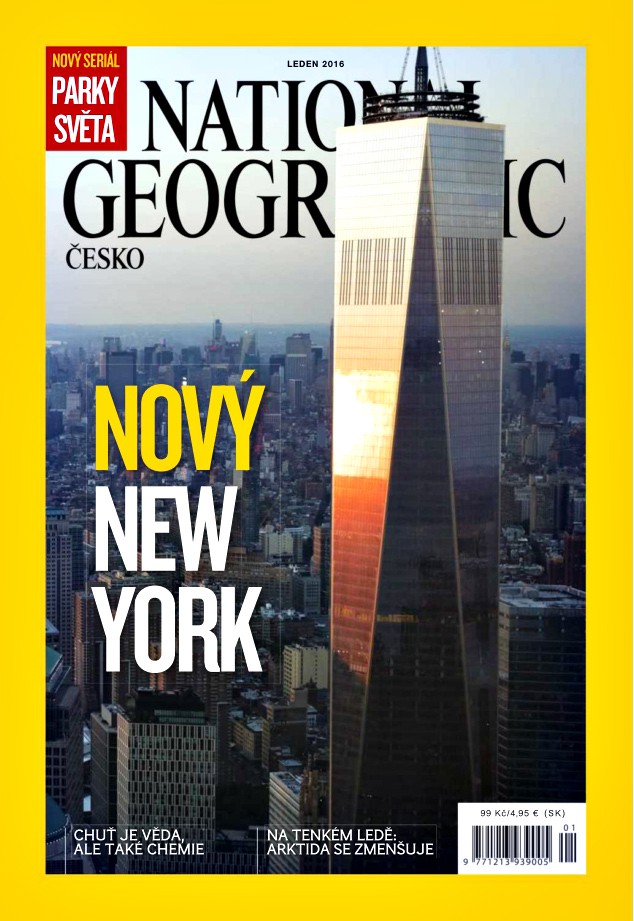 NOVÝ SERIÁL
PARKY
SVĚTA
LEDEN 2016
NATIONAL
GEOGRAPHIC
ČESKO
NOVÝ
NEW
YORK
CHUŤ JE VĚDA,
ALE TAKÉ CHEMIE
NA TENKÉM LEDĚ:
ARKTIDA SE ZMENŠUJE
99 Kč/4,95 € (SK)
01
9 771213 939005